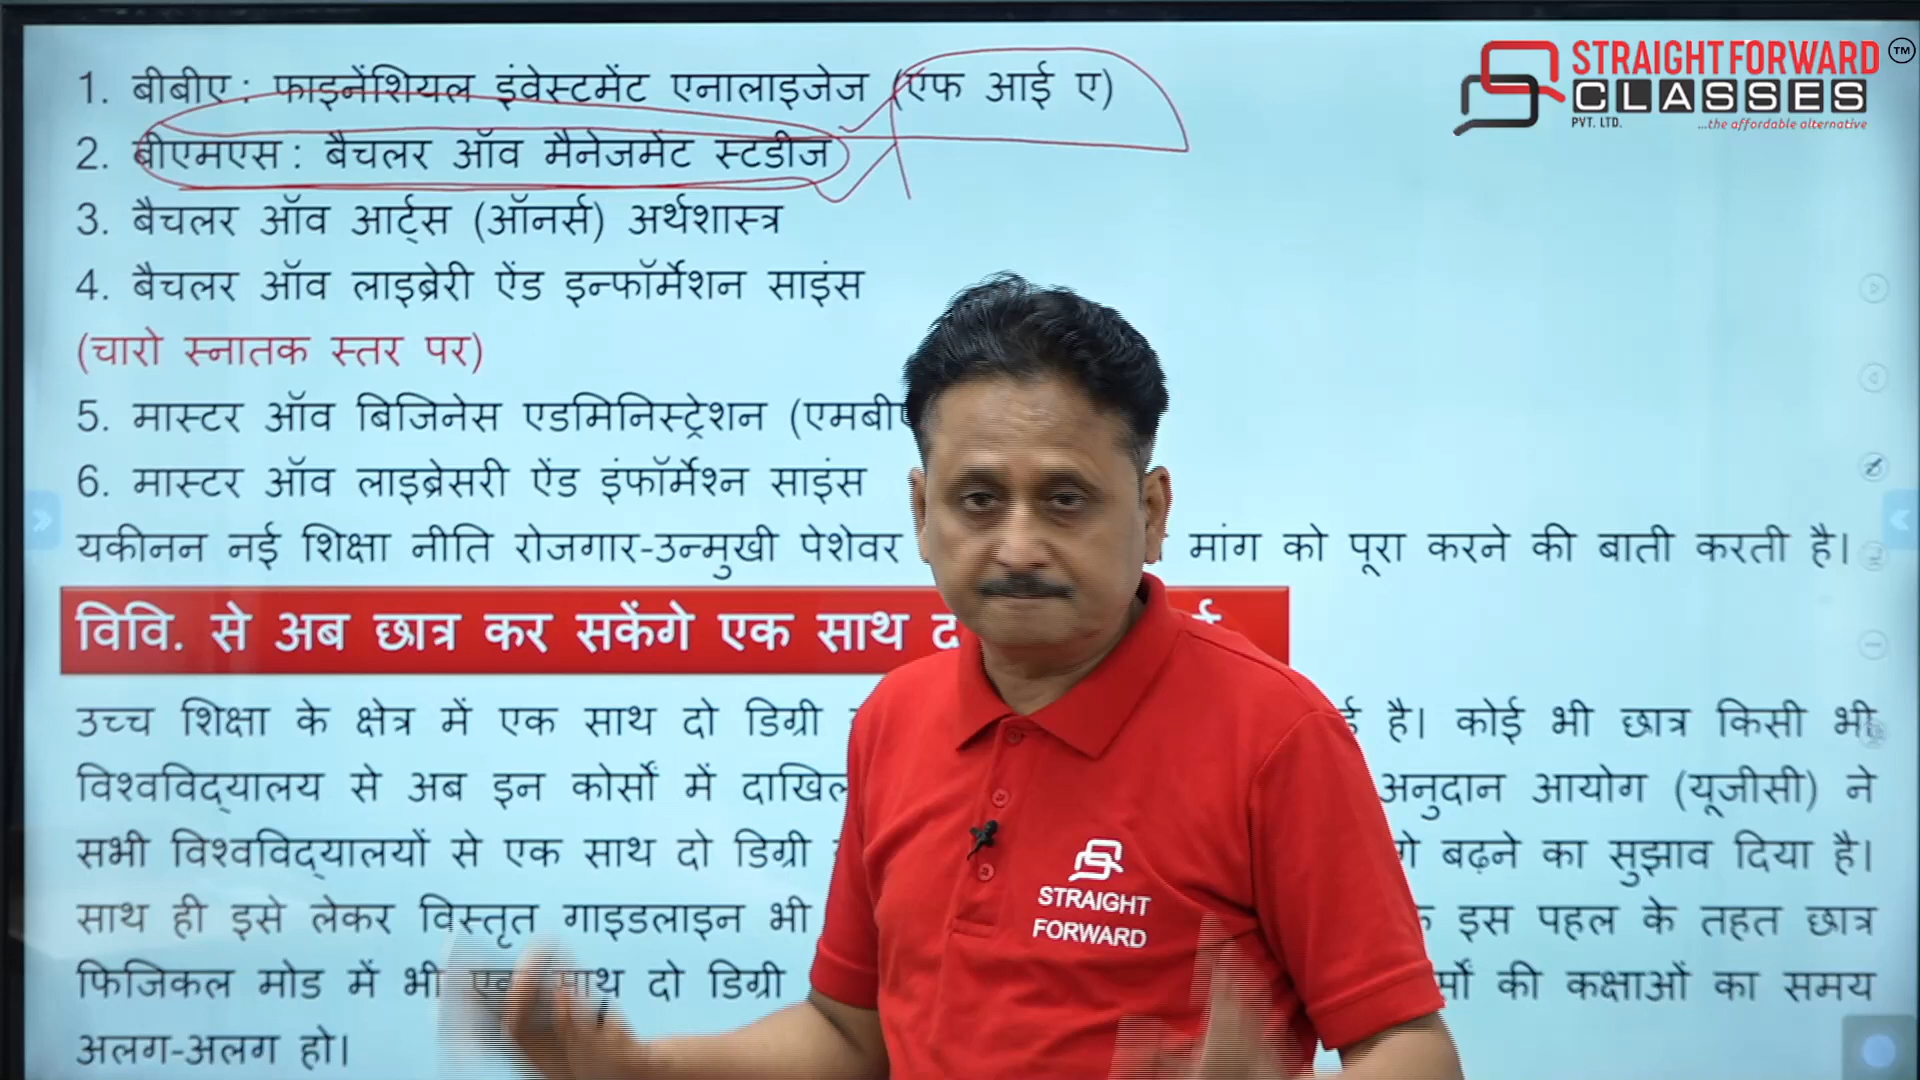 STRAIGHT FORWARD TM
CLASSES
PVT. LTD. ...the affordable alternative
1. बीबीए : फाइनेंशियल इंवेस्टमेंट एनालाइजेज (एफ आई ए)
2. बीएमएस : बैचलर ऑव मैनेजमेंट स्टडीज
3. बैचलर ऑव आर्ट्स (ऑनर्स) अर्थशास्त्र
4. बैचलर ऑव लाइब्रेरी ऐंड इन्फॉर्मेशन साइंस
(चारो स्नातक स्तर पर)
5. मास्टर ऑव बिजिनेस एडमिनिस्ट्रेशन
6. मास्टर ऑव लाइब्रेसरी ऐंड इंफॉर्मेश्न साइंस
यकीनन नई शिक्षा नीति रोजगार-उन्मुखी पेशेवर मांग को पूरा करने की बाती करती है।
विवि. से अब छात्र कर सकेंगे एक साथ
उच्च शिक्षा के क्षेत्र में एक साथ दो डिग्री है। कोई भी छात्र किसी भी
विश्वविद्यालय से अब इन कोर्सों में अनुदान आयोग (यूजीसी) ने
सभी विश्वविद्यालयों से एक साथ दो डिग्री बढ़ने का सुझाव दिया है।
साथ ही इसे लेकर विस्तृत गाइडलाइन भी इस पहल के तहत छात्र
फिजिकल मोड में भी एक साथ दो डिग्री की कक्षाओं का समय
अलग-अलग हो।
STRAIGHT
FORWARD